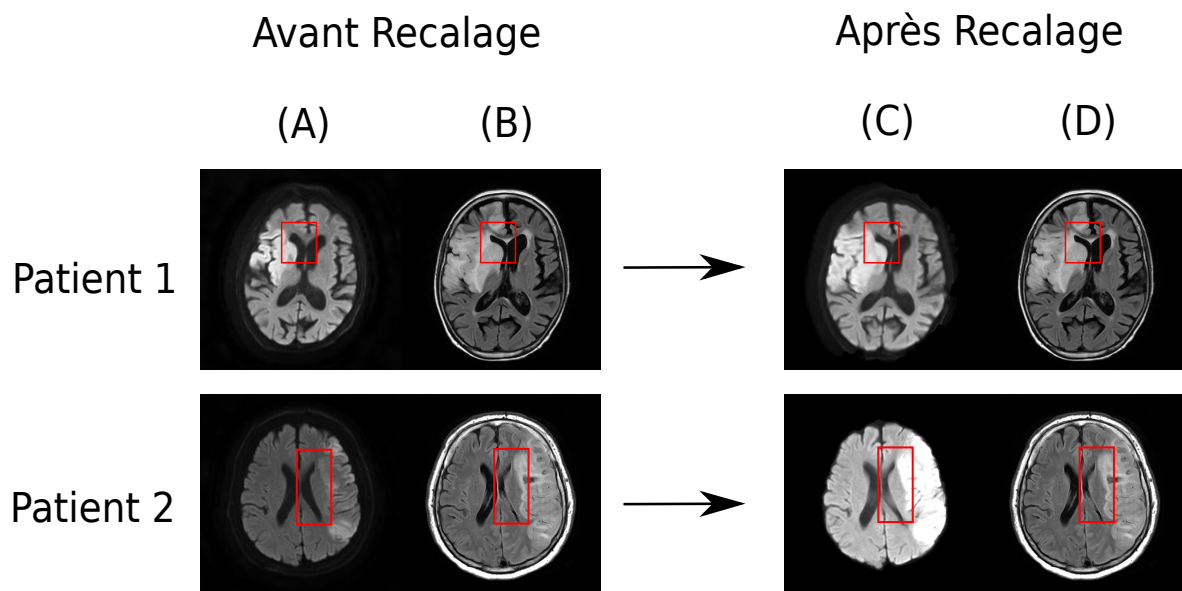 Avant Recalage
Après Recalage
(A)
(B)
(C)
(D)
Patient 1
Patient 2